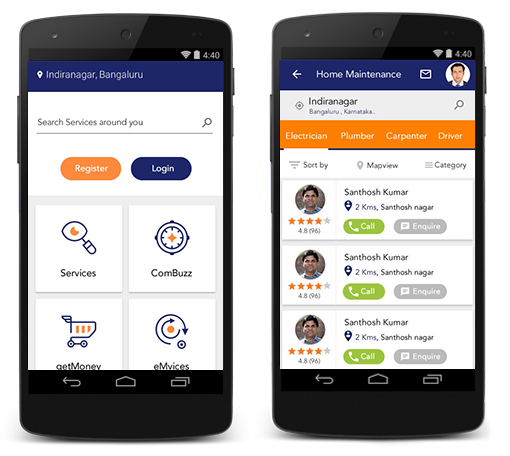 4:40
Indiranagar, Bangaluru
Search Services around you
Register
Login
Services
ComBuzz
getMoney
eMvices
4:40
Home Maintenance
Indiranagar
Bangaluru , Karnataka..
Electrician
Plumber
Carpenter
Driver
Sort by
Mapview
Category
Santhosh Kumar
2 Kms, Santhosh nagar
4.8 (96)
Call
Enquire
Santhosh Kumar
2 Kms, Santhosh nagar
4.8 (96)
Call
Enquire
Santhosh Kumar
2 Kms, Santhosh nagar
4.8 (96)
Call
Enquire